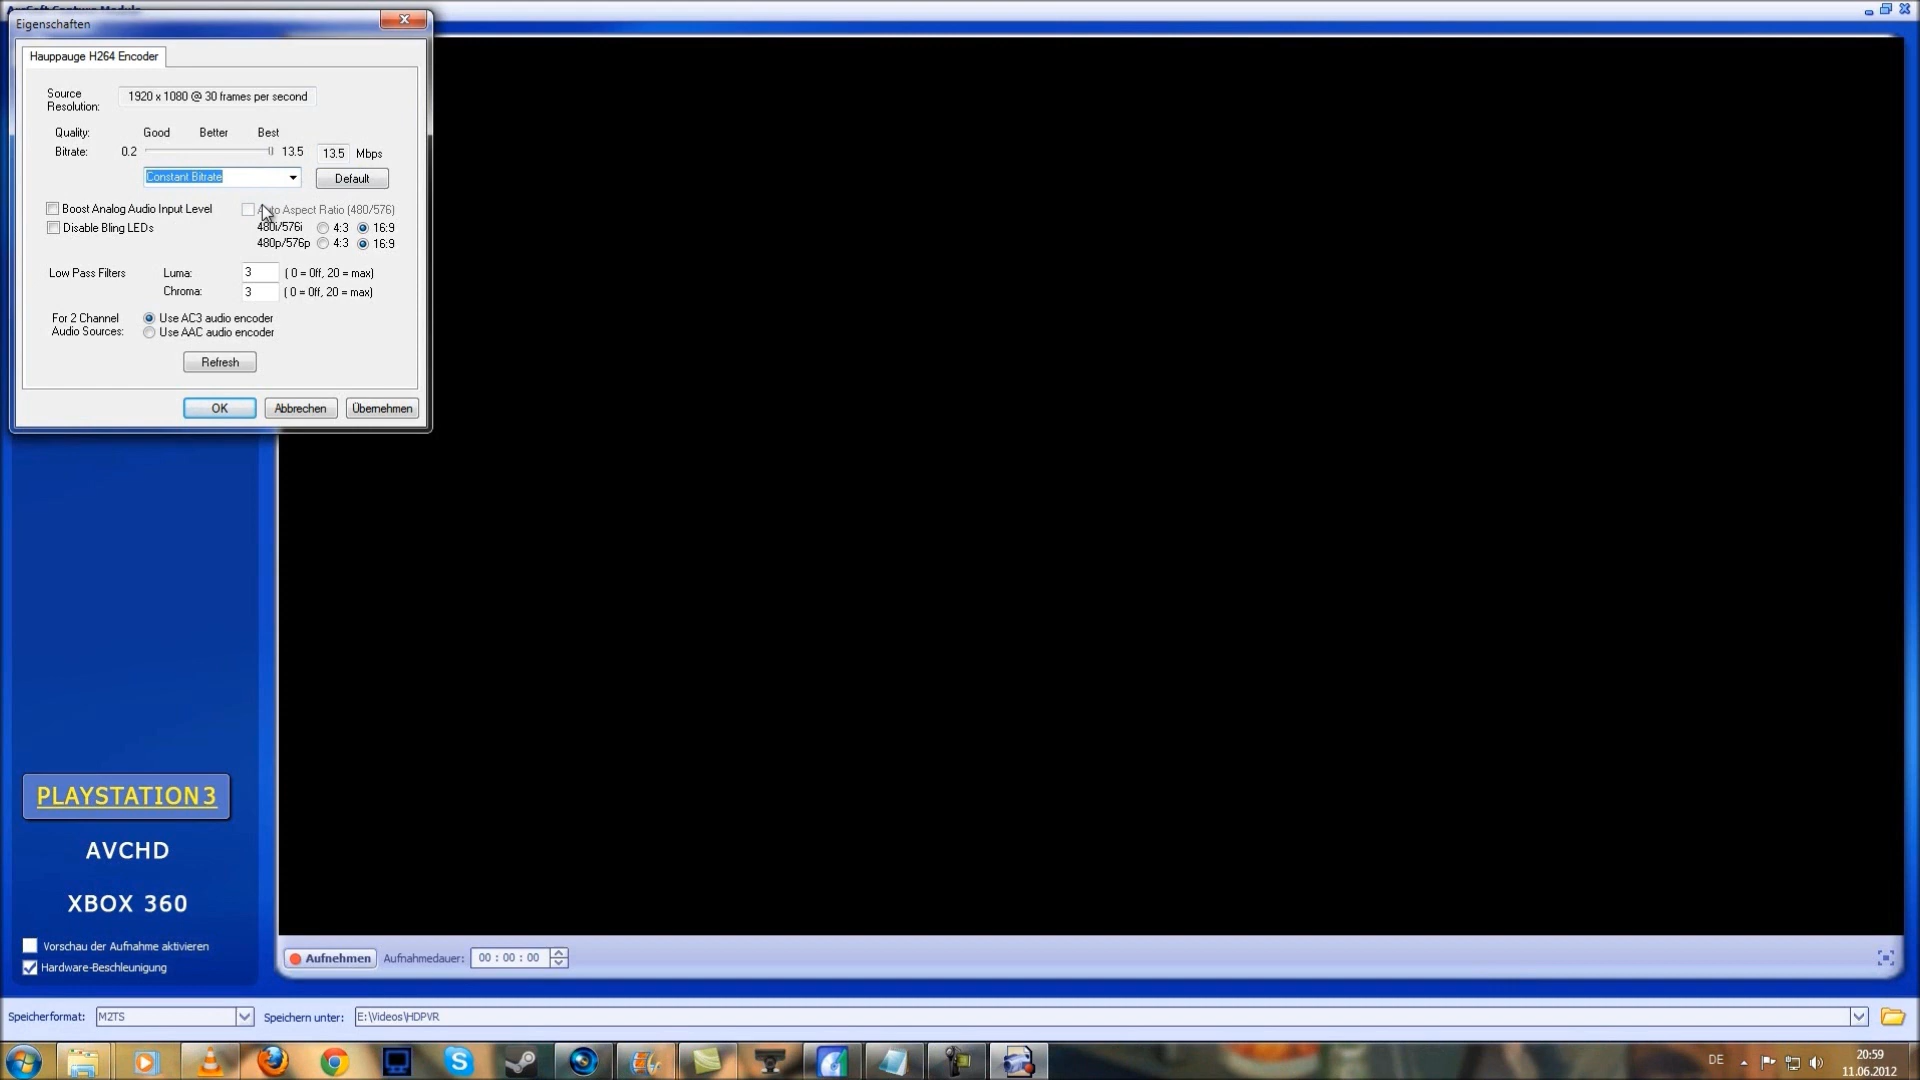 ArcSoft Capture Module
Eigenschaften
Hauppauge H264 Encoder
Source Resolution: 1920 x 1080 @ 30 frames per second
Quality: Good Better Best
Bitrate: 0.2 13.5 13.5 Mbps
Constant Bitrate Default
Boost Analog Audio Input Level Auto Aspect Ratio (480/576)
Disable Bling LEDs 480i/576i 4:3 16:9
480p/576p 4:3 16:9
Low Pass Filters Luma: 3 ( 0 = Off, 20 = max)
Chroma: 3 ( 0 = Off, 20 = max)
For 2 Channel Audio Sources: Use AC3 audio encoder
Use AAC audio encoder
Refresh
OK Abbrechen Übernehmen
PLAYSTATION3
AVCHD
XBOX 360
Vorschau der Aufnahme aktivieren
Hardware-Beschleunigung
Aufnehmen Aufnahmedauer: 00 : 00 : 00
Speicherformat: M2TS Speichern unter: E:\Videos\HDPVR
DE 20:59
11.06.2012